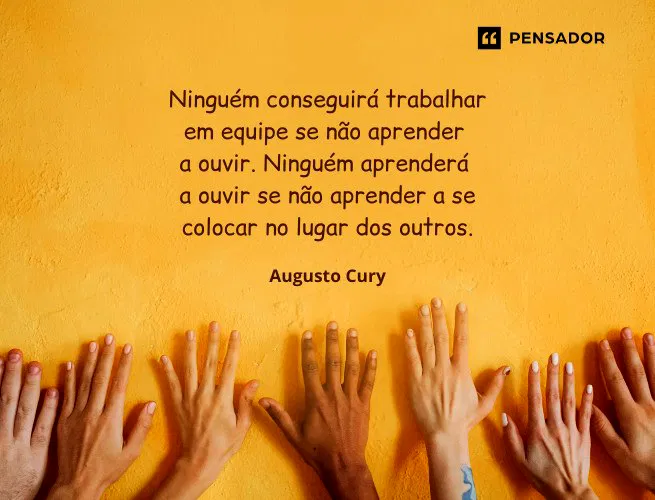 PENSADOR
Ninguém conseguirá trabalhar
em equipe se não aprender
a ouvir. Ninguém aprenderá
a ouvir se não aprender a se
colocar no lugar dos outros.
Augusto Cury